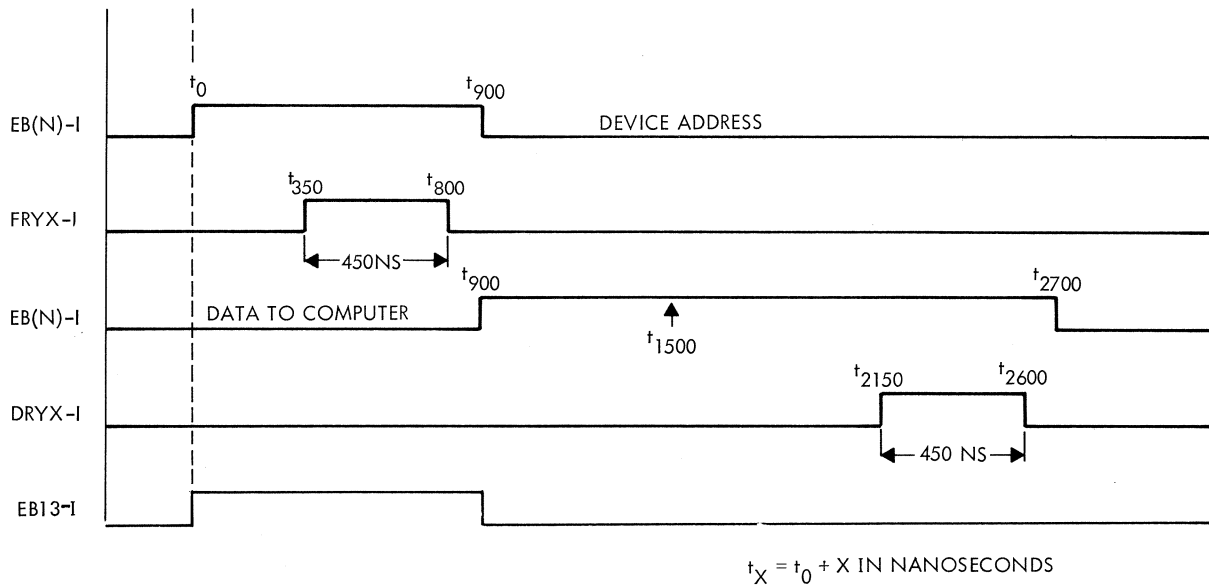 t0 t900
EB(N)-I DEVICE ADDRESS
t350 t800
FRYX-I
450NS
t900 t2700
EB(N)-I DATA TO COMPUTER
t1500
t2150 t2600
DRYX-I
450 NS
EB13-I
tX = t0 + X IN NANOSECONDS